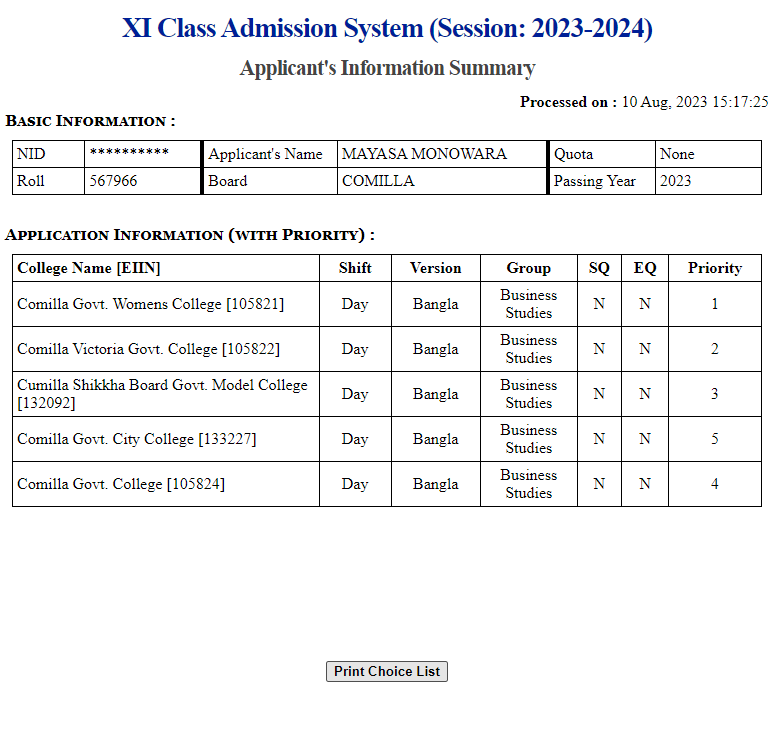 XI Class Admission System (Session: 2023-2024)
Applicant's Information Summary
Processed on : 10 Aug, 2023 15:17:25
BASIC INFORMATION :
NID ********** Applicant's Name MAYASA MONOWARA Quota None
Roll 567966 Board COMILLA Passing Year 2023
APPLICATION INFORMATION (WITH PRIORITY) :
College Name [EIIN] Shift Version Group SQ EQ Priority
Comilla Govt. Womens College [105821] Day Bangla Business Studies N N 1
Comilla Victoria Govt. College [105822] Day Bangla Business Studies N N 2
Cumilla Shikkha Board Govt. Model College [132092] Day Bangla Business Studies N N 3
Comilla Govt. City College [133227] Day Bangla Business Studies N N 5
Comilla Govt. College [105824] Day Bangla Business Studies N N 4
Print Choice List